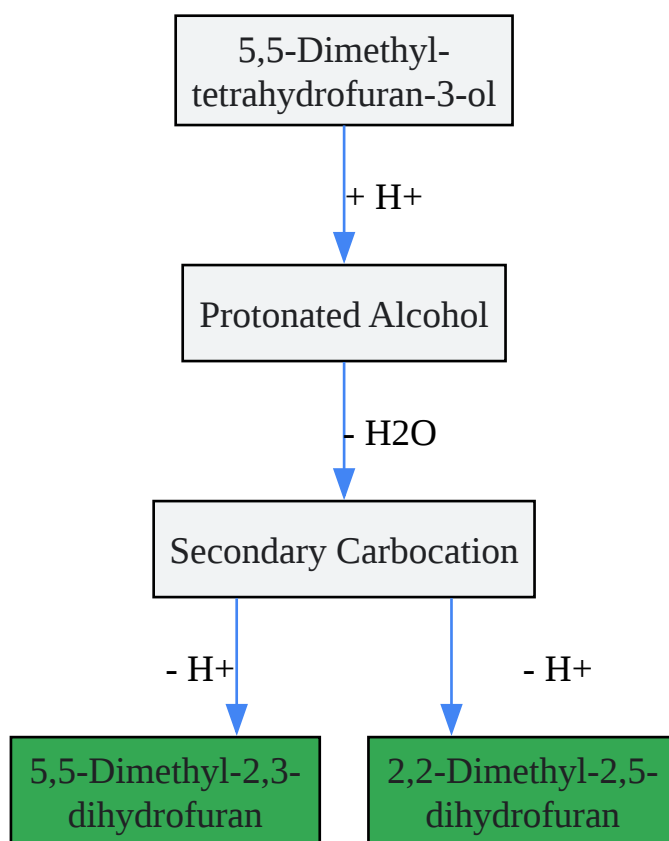 5,5-Dimethyl-
tetrahydrofuran-3-ol
+ H+
Protonated Alcohol
- H2O
Secondary Carbocation
- H+
- H+
5,5-Dimethyl-2,3-
dihydrofuran
2,2-Dimethyl-2,5-
dihydrofuran